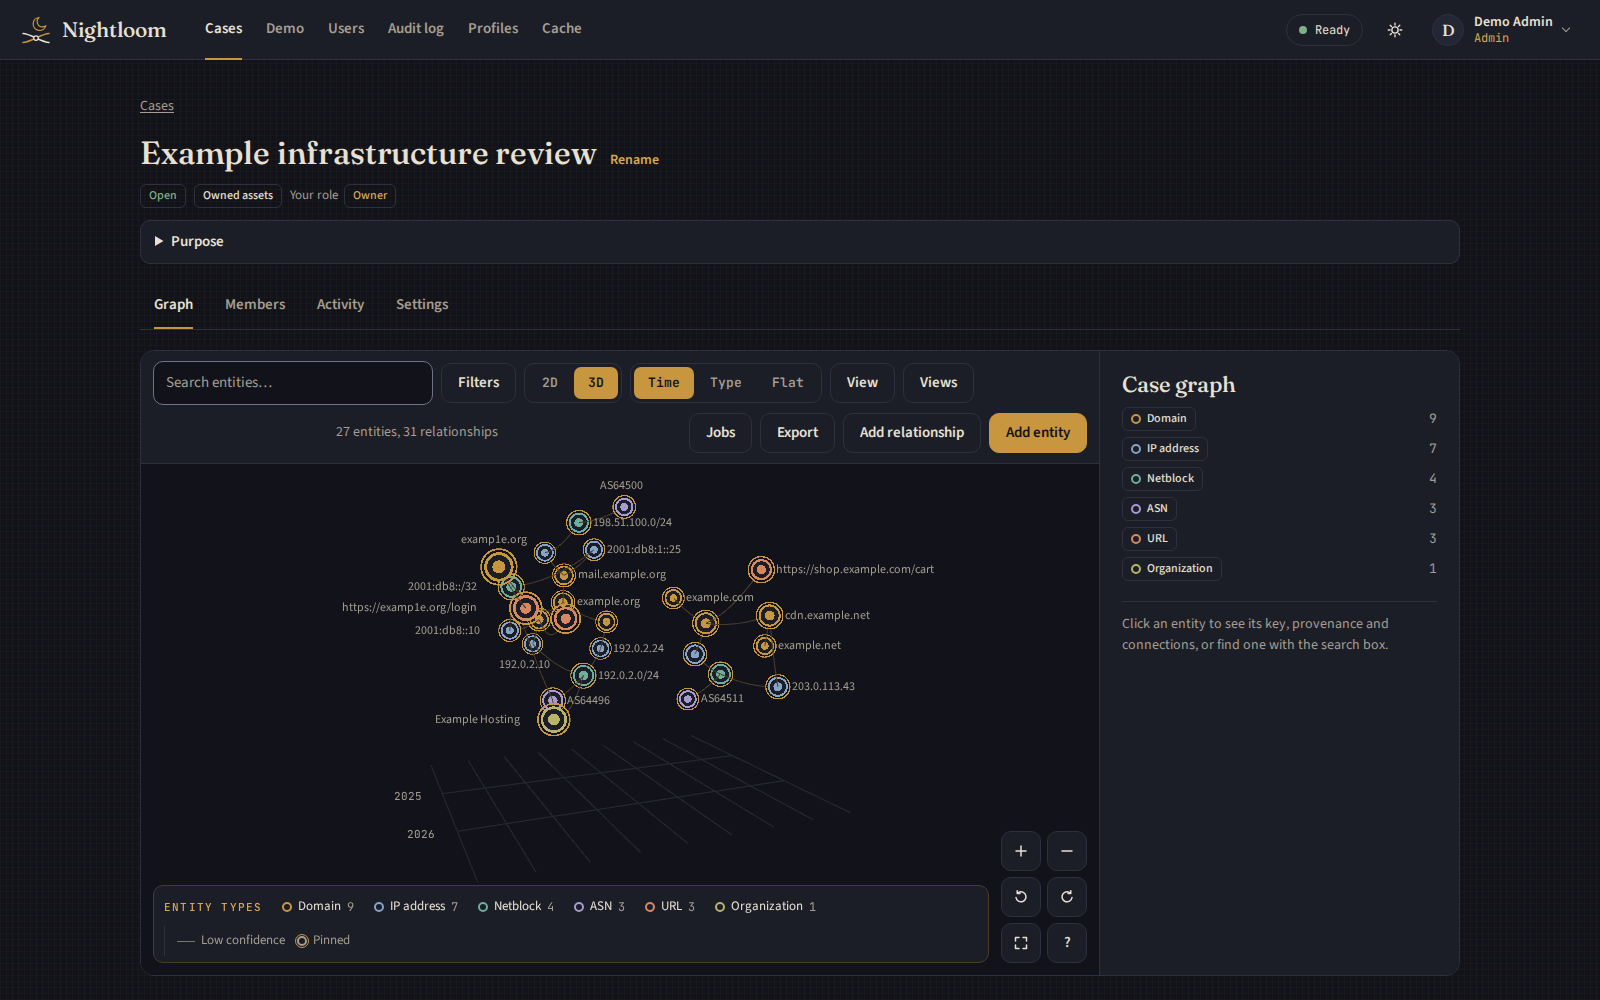 Nightloom
Cases Demo Users Audit log Profiles Cache
Ready
D
Demo Admin
Admin
Cases
Example infrastructure review Rename
Open Owned assets Your role Owner
Purpose
Graph Members Activity Settings
Search entities… Filters 2D 3D Time Type Flat View Views
27 entities, 31 relationships Jobs Export Add relationship Add entity
AS64500
198.51.100.0/24
examp1e.org
2001:db8:1::25
2001:db8::/32
mail.example.org
https://shop.example.com/cart
https://examp1e.org/login
example.org
example.com
cdn.example.net
2001:db8::10
192.0.2.24
example.net
192.0.2.10
192.0.2.0/24
203.0.113.43
AS64496
AS64511
Example Hosting
2025
2026
+ −
?
ENTITY TYPES Domain 9 IP address 7 Netblock 4 ASN 3 URL 3 Organization 1
Low confidence Pinned
Case graph
Domain 9
IP address 7
Netblock 4
ASN 3
URL 3
Organization 1
Click an entity to see its key, provenance and
connections, or find one with the search box.